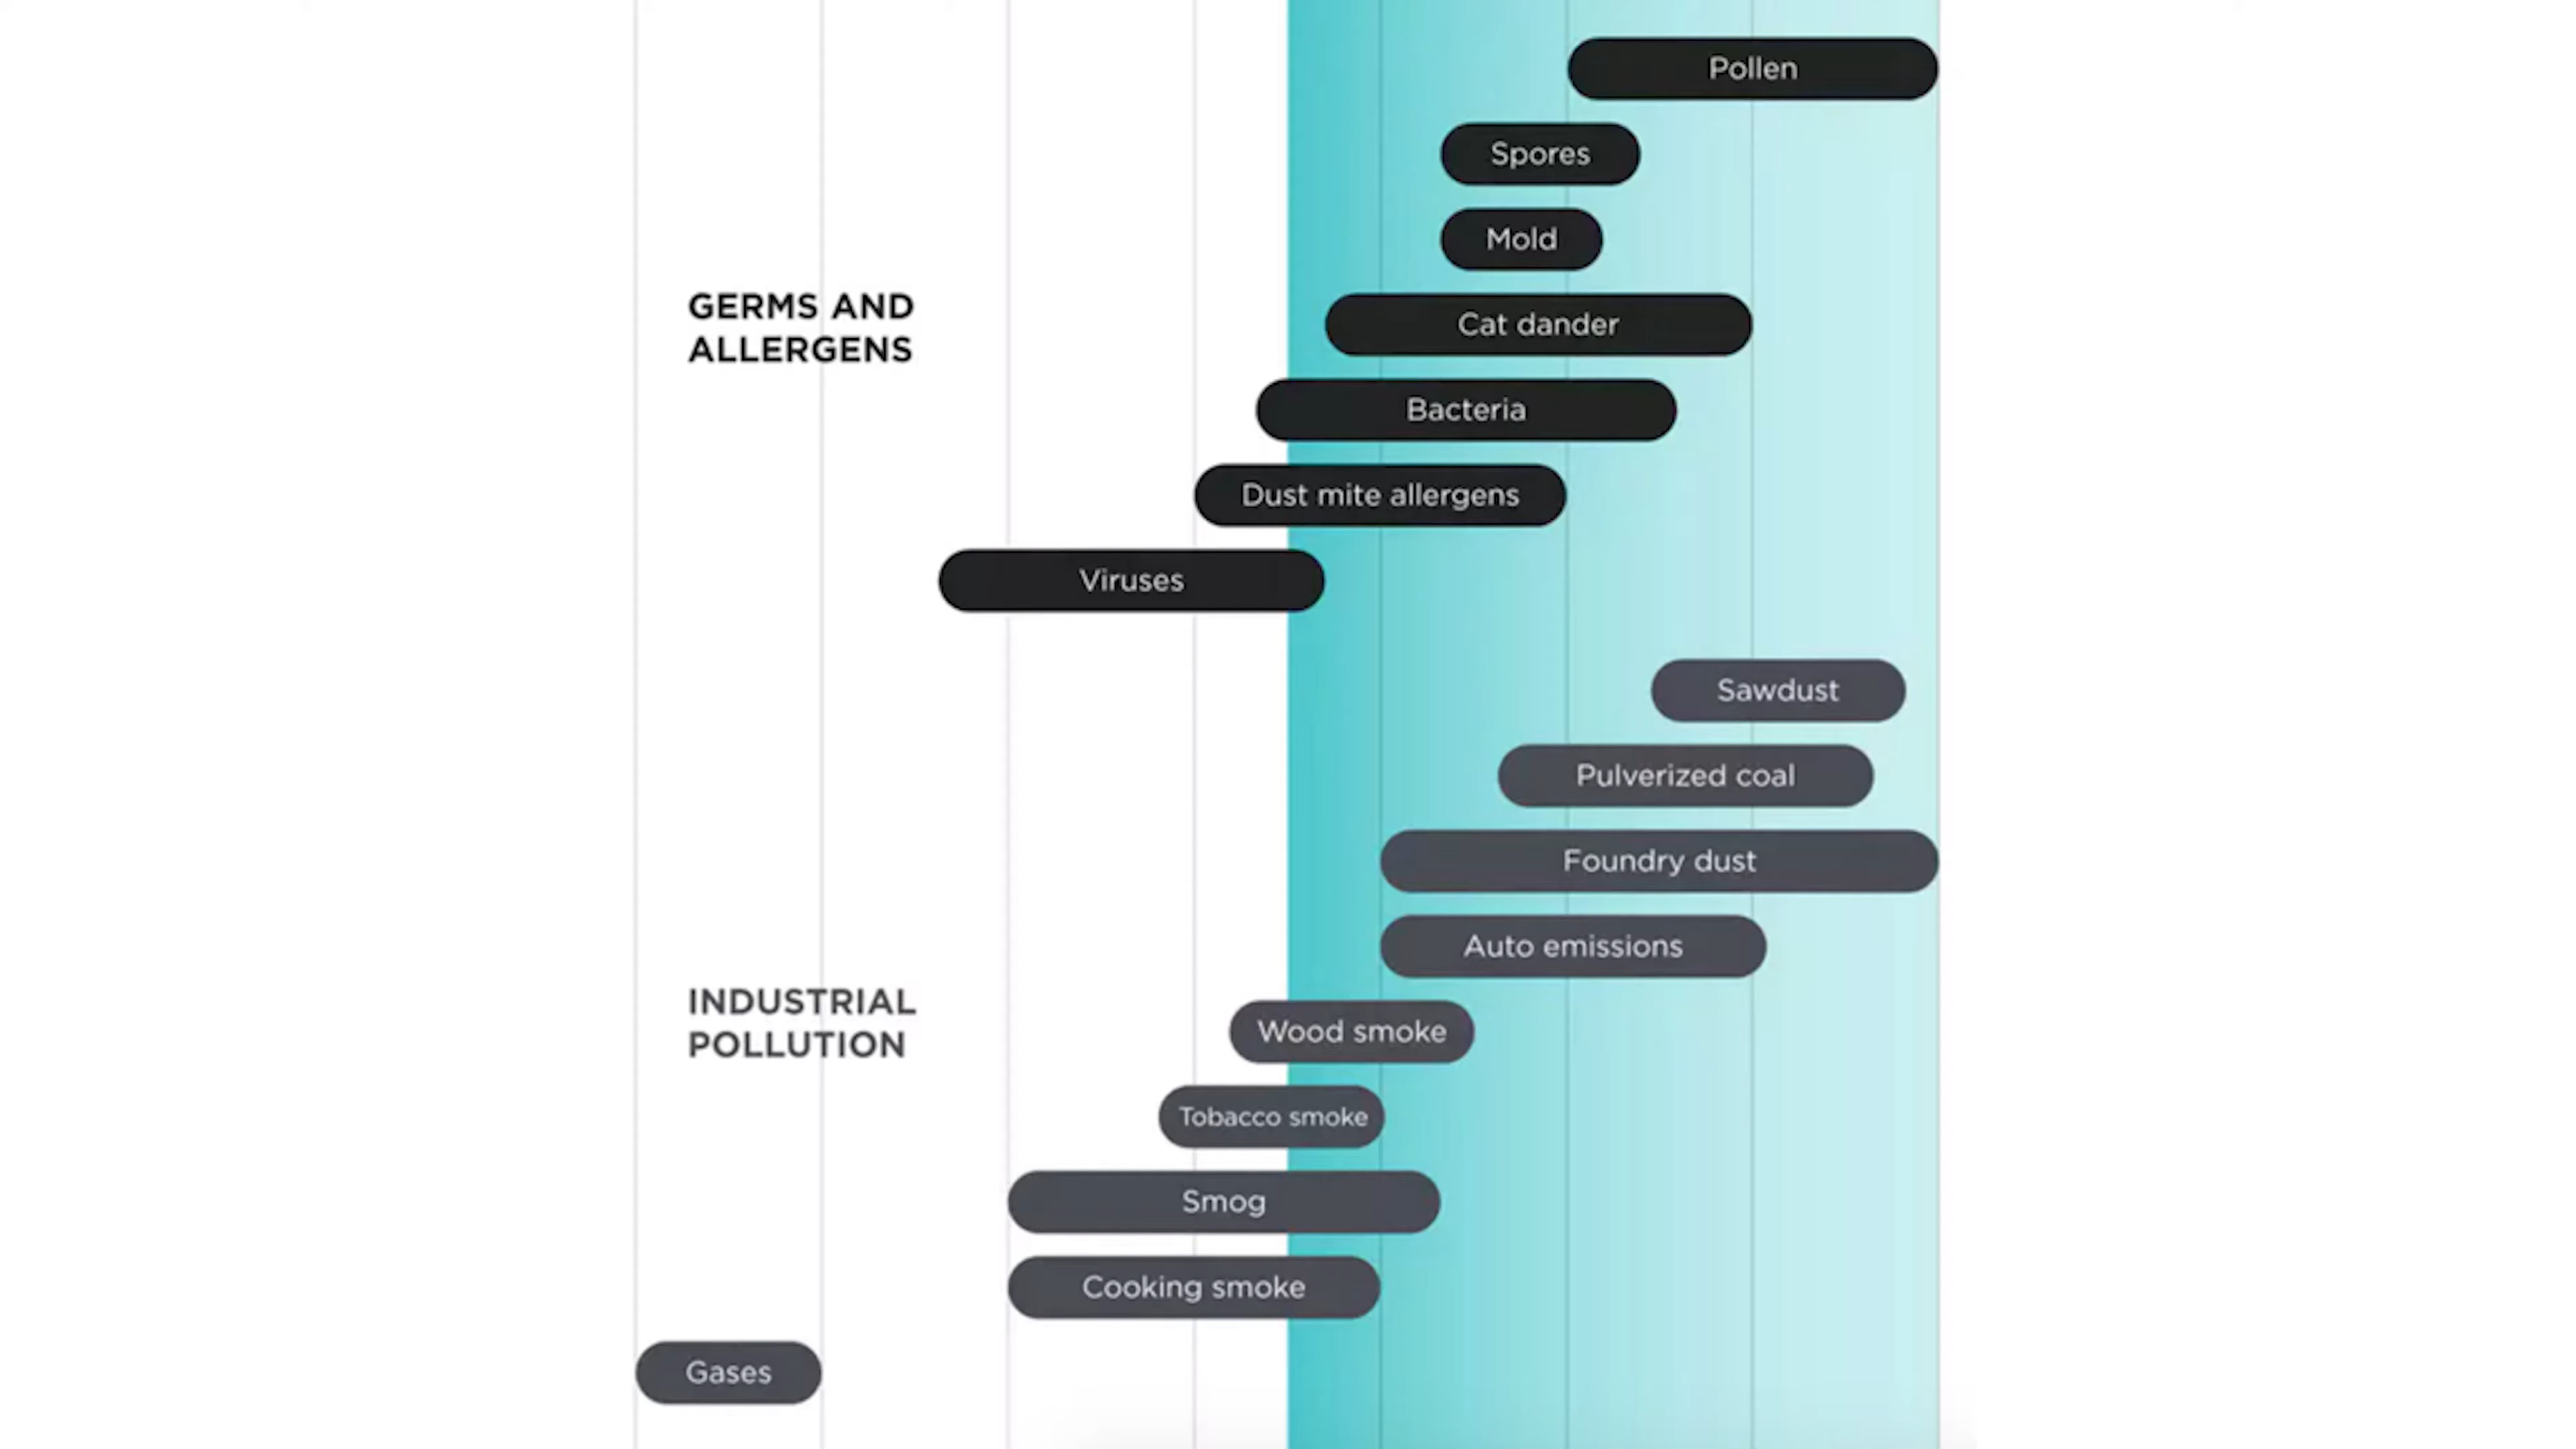 Pollen
Spores
Mold
GERMS AND
ALLERGENS
Cat dander
Bacteria
Dust mite allergens
Viruses
Sawdust
Pulverized coal
Foundry dust
Auto emissions
INDUSTRIAL
POLLUTION
Wood smoke
Tobacco smoke
Smog
Cooking smoke
Gases